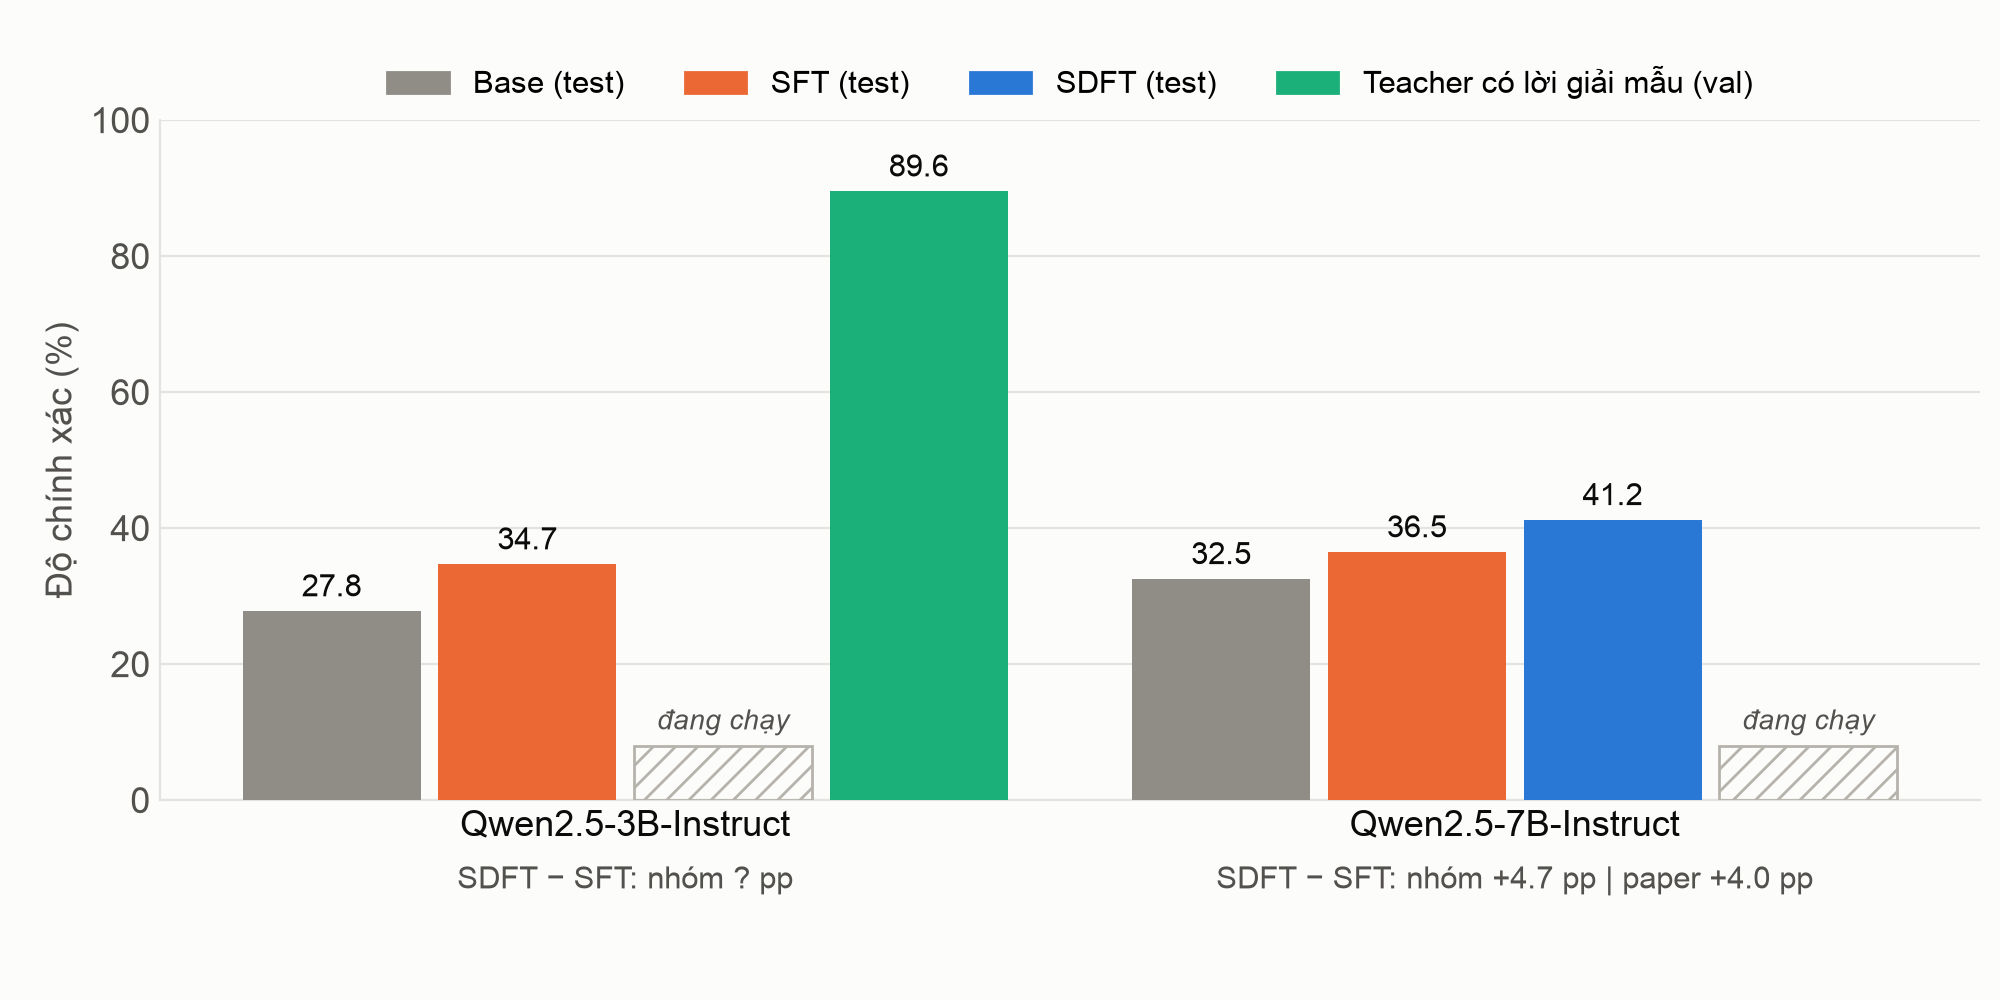 Base (test) SFT (test) SDFT (test) Teacher có lời giải mẫu (val)
Độ chính xác (%)
100
80
60
40
20
0
27.8
34.7
đang chạy
89.6
32.5
36.5
41.2
đang chạy
Qwen2.5-3B-Instruct
SDFT − SFT: nhóm ? pp
Qwen2.5-7B-Instruct
SDFT − SFT: nhóm +4.7 pp | paper +4.0 pp